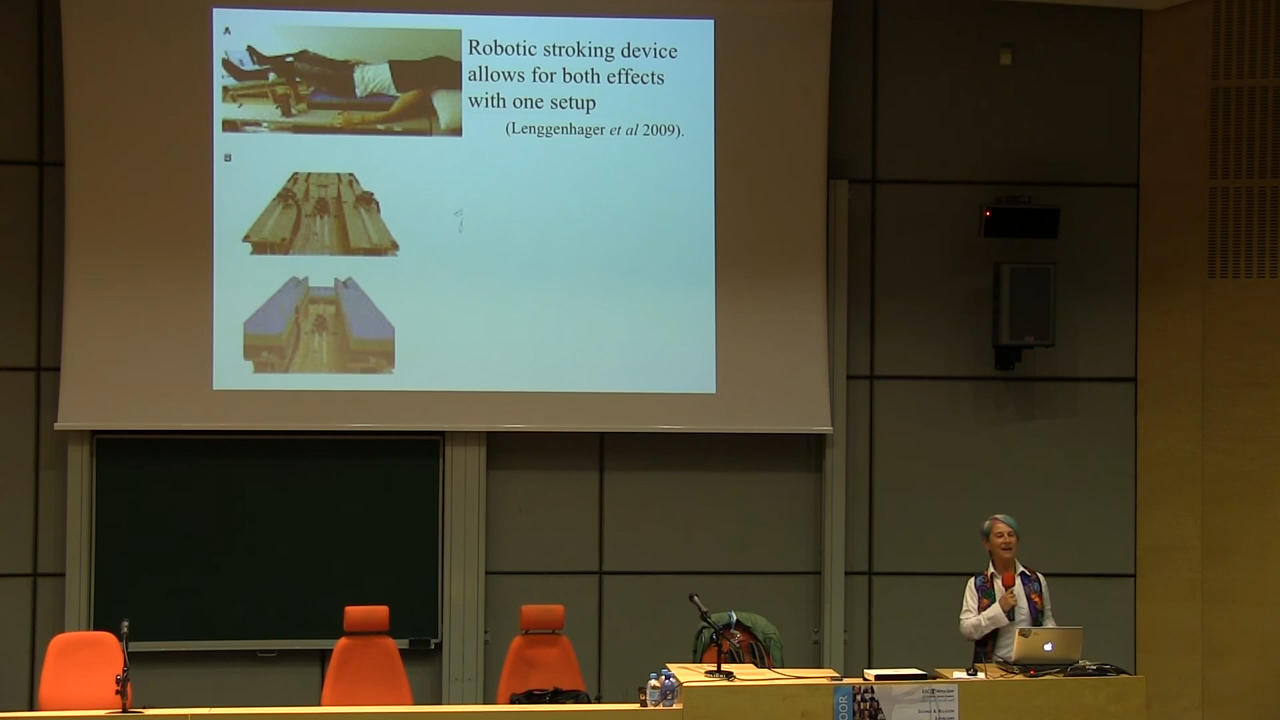 A
Robotic stroking device
allows for both effects
with one setup
(Lenggenhager et al 2009).
B